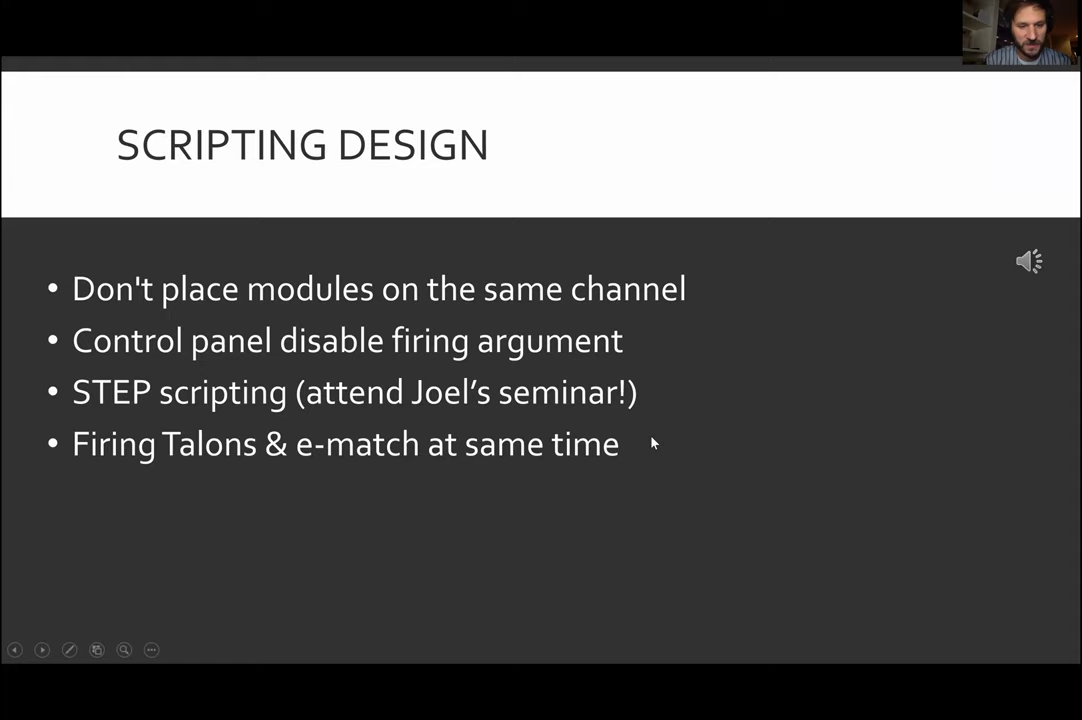 SCRIPTING DESIGN
• Don't place modules on the same channel
• Control panel disable firing argument
• STEP scripting (attend Joel’s seminar!)
• Firing Talons & e-match at same time